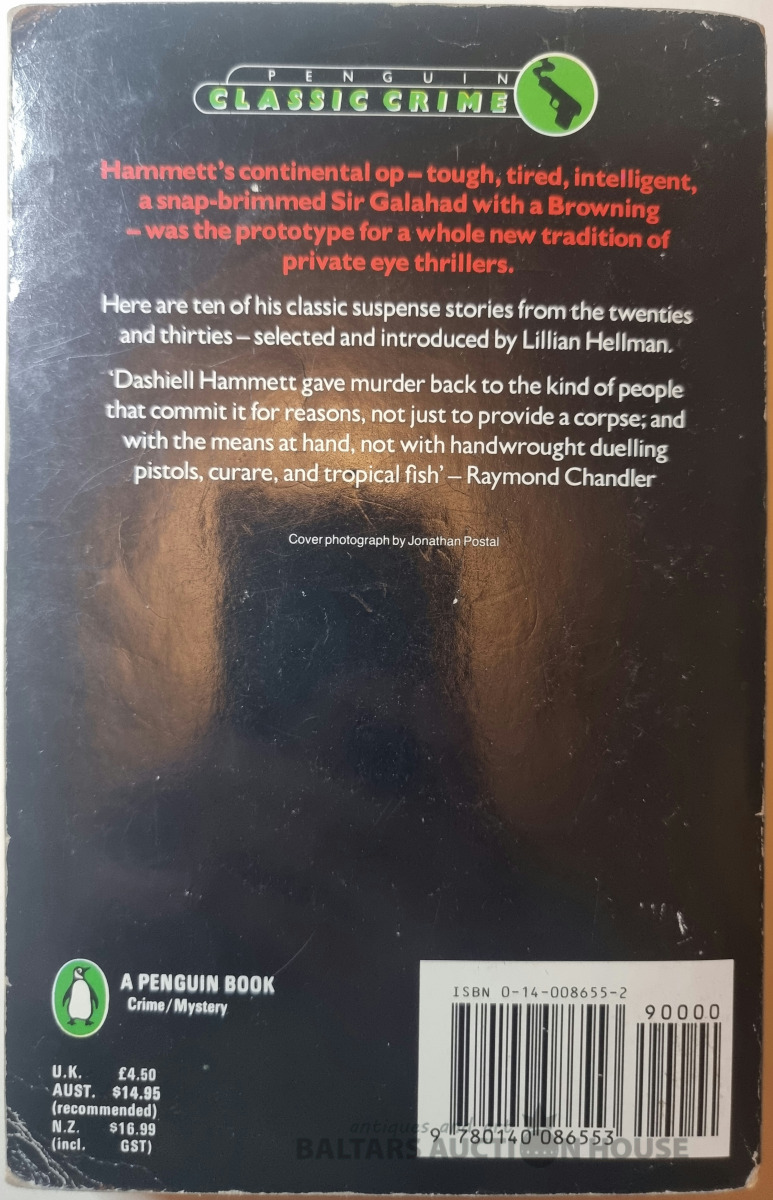 PENGUIN
CLASSIC CRIME
Hammett's continental op – tough, tired, intelligent,
a snap-brimmed Sir Galahad with a Browning
– was the prototype for a whole new tradition of
private eye thrillers.
Here are ten of his classic suspense stories from the twenties
and thirties – selected and introduced by Lillian Hellman.
'Dashiell Hammett gave murder back to the kind of people
that commit it for reasons, not just to provide a corpse; and
with the means at hand, not with handwrought duelling
pistols, curare, and tropical fish' – Raymond Chandler
Cover photograph by Jonathan Postal
A PENGUIN BOOK
Crime/Mystery
U.K. £4.50
AUST. $14.95
(recommended)
N.Z. $16.99
(incl. GST)
ISBN 0-14-008655-2
90000
9 780140 086553
antiques and
BALTARS AUCTION HOUSE